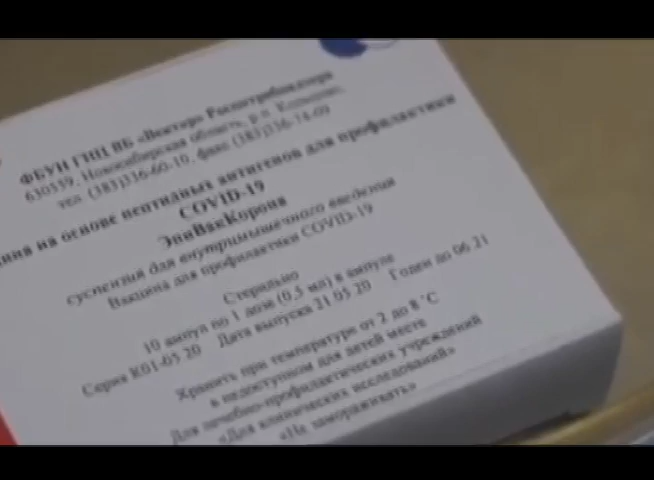 ФБУН ГНЦ ВБ «Вектор» Роспотребнадзора
630559, Новосибирская область, р.п. Кольцово,
тел. (383)336-60-10, факс (383)336-74-09
на основе пептидных антигенов для профилактики
COVID-19
ЭпиВакКорона
суспензия для внутримышечного введения
Вакцина для профилактики COVID-19
Стерильно
10 ампул по 1 дозе (0,5 мл) в ампуле
Серия К01-05 20 Дата выпуска 21 05 20 Годен до 06 21
Хранить при температуре от 2 до 8 °С
в недоступном для детей месте
Для лечебно-профилактических учреждений
«Для клинических исследований»
«Не замораживать»